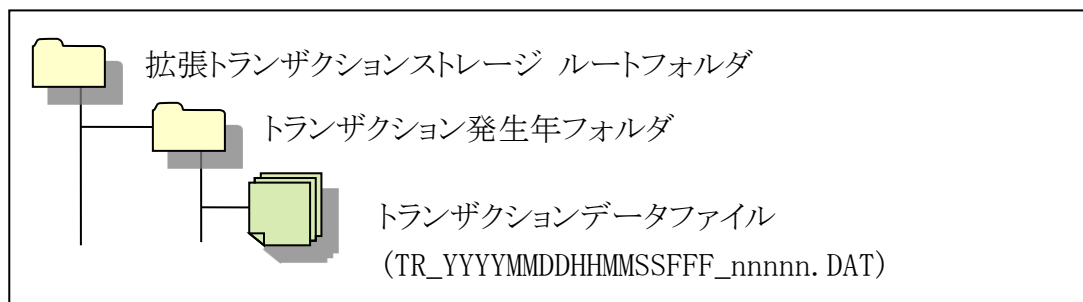 拡張トランザクションストレージ ルートフォルダ
トランザクション発生年フォルダ
トランザクションデータファイル
(TR_YYYYMMDDHHMMSSFFF_nnnnn.DAT)